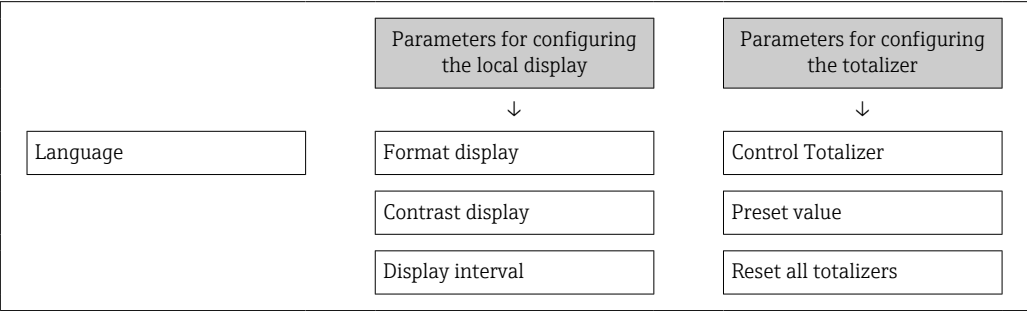 Parameters for configuring
the local display
Parameters for configuring
the totalizer
↓
↓
Language
Format display
Control Totalizer
Contrast display
Preset value
Display interval
Reset all totalizers